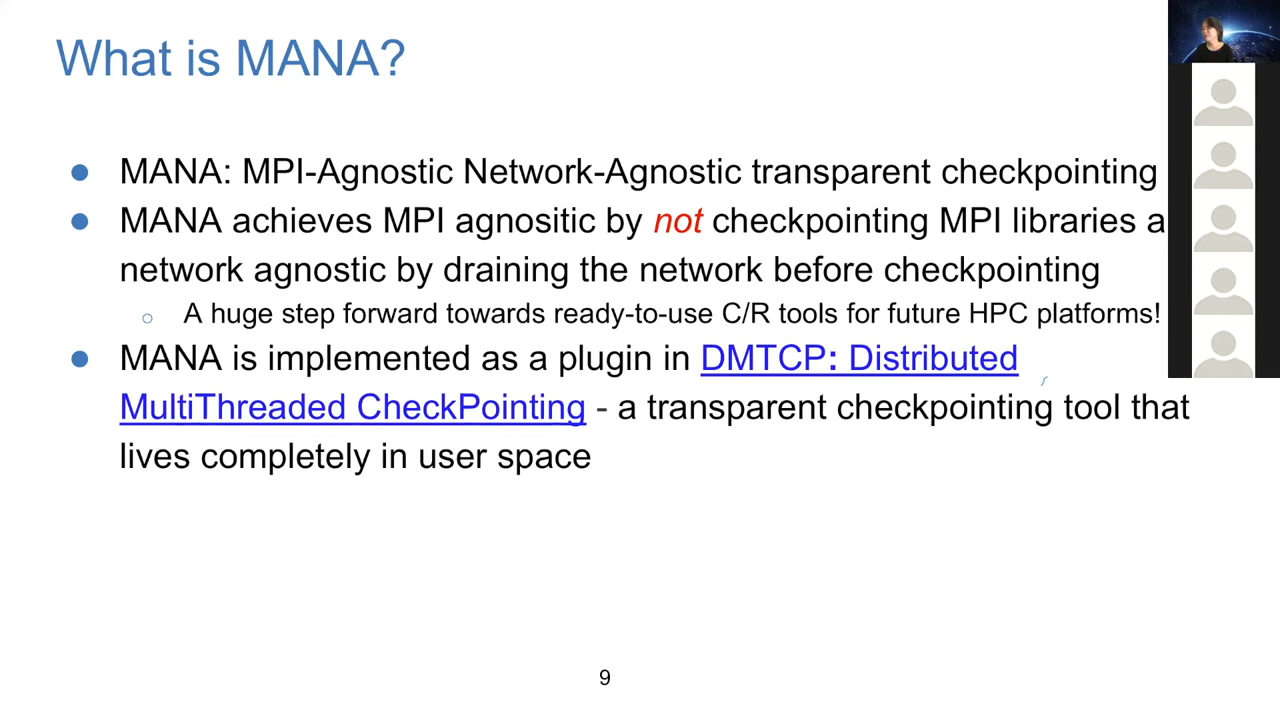 What is MANA?
● MANA: MPI-Agnostic Network-Agnostic transparent checkpointing
● MANA achieves MPI agnositic by not checkpointing MPI libraries a
network agnostic by draining the network before checkpointing
○ A huge step forward towards ready-to-use C/R tools for future HPC platforms!
● MANA is implemented as a plugin in DMTCP: Distributed
MultiThreaded CheckPointing - a transparent checkpointing tool that
lives completely in user space
9